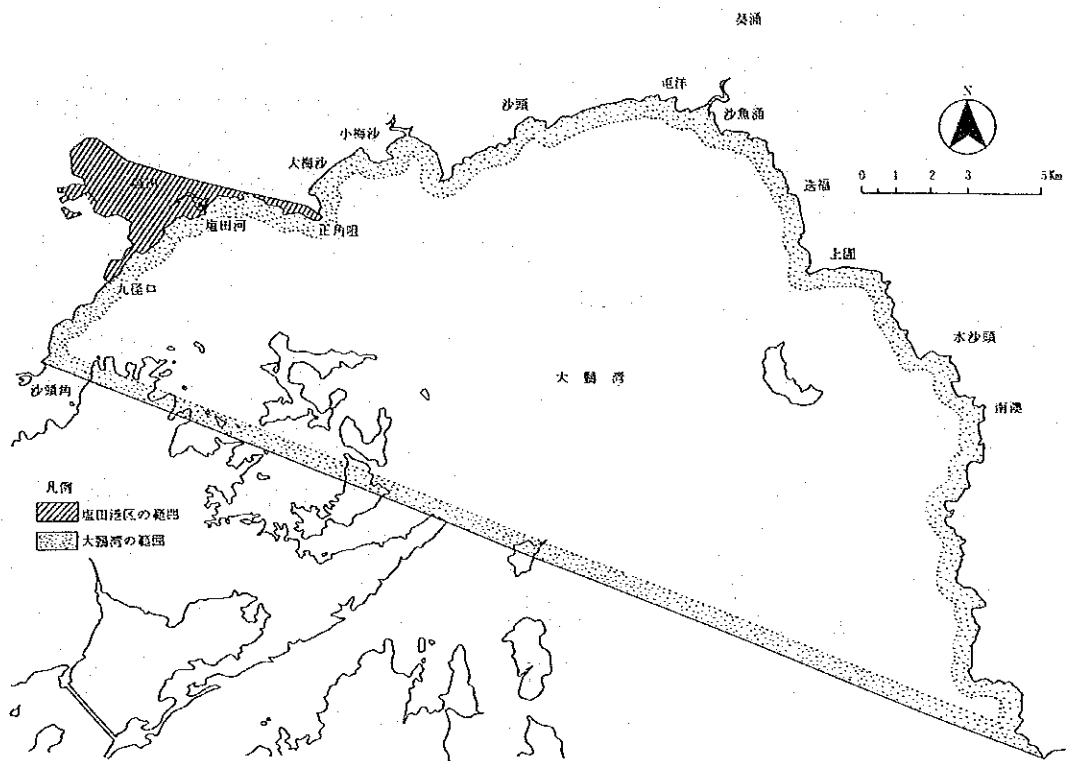 葵涌
屯洋
沙頭
沙魚涌
小梅沙
大梅沙
N
0 1 2 3 5Km
迭福
塩田河
正角咀
上圌
九径口
水沙頭
大鵬湾
沙頭角
南澳
凡例
塩田港区の範囲
大鵬湾の範囲